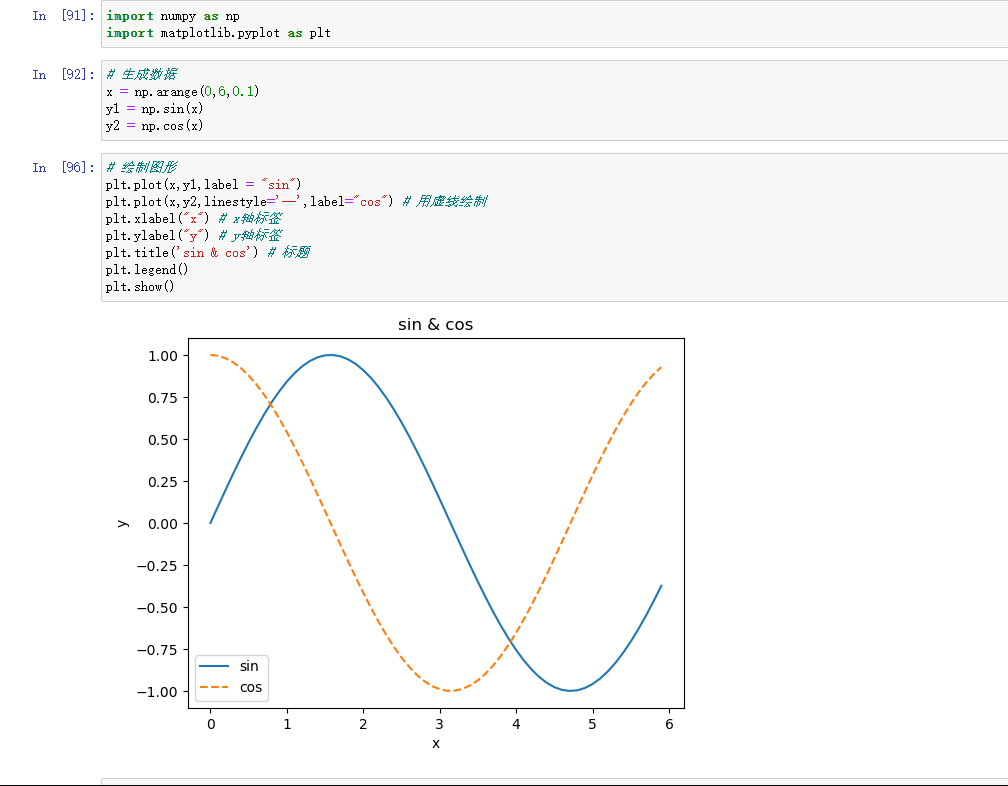 In [91]: import numpy as np
import matplotlib.pyplot as plt
In [92]: # 生成数据
x = np.arange(0,6,0.1)
y1 = np.sin(x)
y2 = np.cos(x)
In [96]: # 绘制图形
plt.plot(x,y1,label = "sin")
plt.plot(x,y2,linestyle='--',label="cos") # 用虚线绘制
plt.xlabel("x") # x轴标签
plt.ylabel("y") # y轴标签
plt.title('sin & cos') # 标题
plt.legend()
plt.show()
sin & cos
1.00
0.75
0.50
0.25
0.00
−0.25
−0.50
−0.75
−1.00
y
sin
cos
0 1 2 3 4 5 6
x